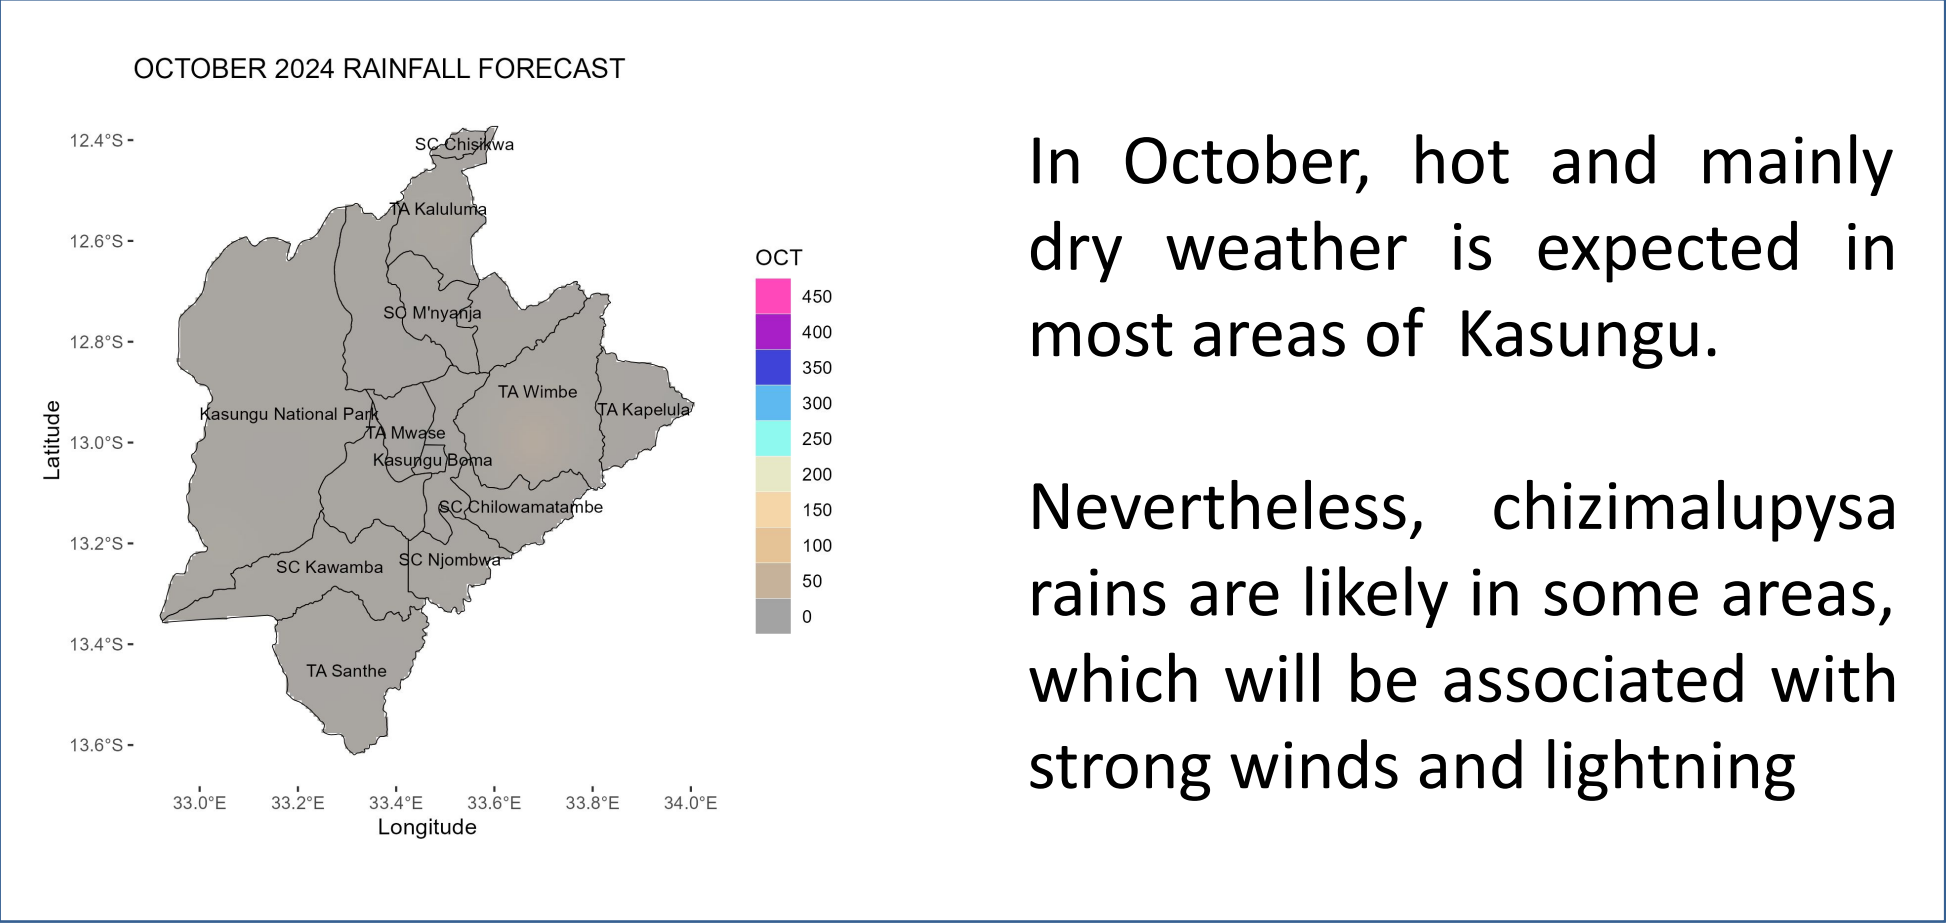 OCTOBER 2024 RAINFALL FORECAST
12.4°S
12.6°S
12.8°S
13.0°S
13.2°S
13.4°S
13.6°S
Latitude
33.0°E 33.2°E 33.4°E 33.6°E 33.8°E 34.0°E
Longitude
SC Chisikwa
TA Kaluluma
SC M'nyanja
TA Wimbe
TA Kapelula
Kasungu National Park
TA Mwase
Kasungu Boma
SC Chilowamatambe
SC Njombwa
SC Kawamba
TA Santhe
OCT
450
400
350
300
250
200
150
100
50
0
In October, hot and mainly
dry weather is expected in
most areas of Kasungu.
Nevertheless, chizimalupysa
rains are likely in some areas,
which will be associated with
strong winds and lightning